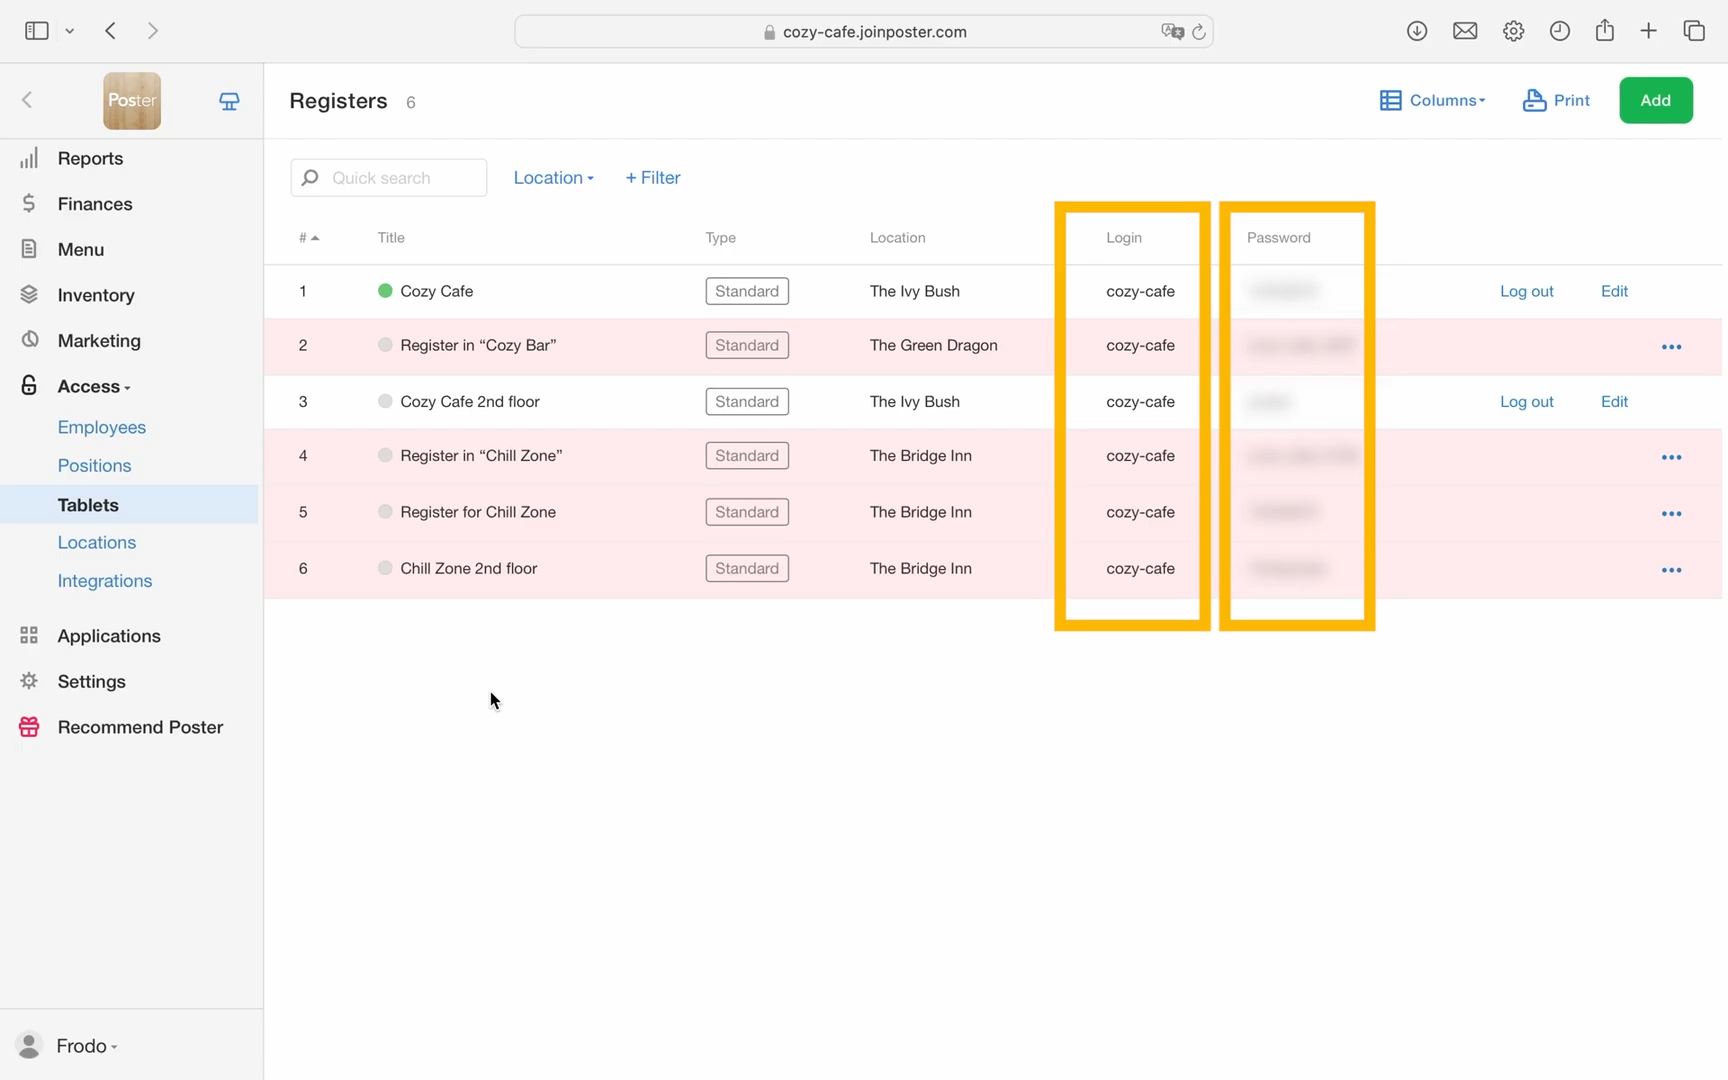 cozy-cafe.joinposter.com
Poster
Registers 6
Columns
Print
Add
Reports
Finances
Menu
Inventory
Marketing
Access
Employees
Positions
Tablets
Locations
Integrations
Applications
Settings
Recommend Poster
Frodo
Quick search
Location
+ Filter
# Title Type Location Login Password
1 Cozy Cafe Standard The Ivy Bush cozy-cafe Log out Edit
2 Register in “Cozy Bar” Standard The Green Dragon cozy-cafe
3 Cozy Cafe 2nd floor Standard The Ivy Bush cozy-cafe Log out Edit
4 Register in “Chill Zone” Standard The Bridge Inn cozy-cafe
5 Register for Chill Zone Standard The Bridge Inn cozy-cafe
6 Chill Zone 2nd floor Standard The Bridge Inn cozy-cafe